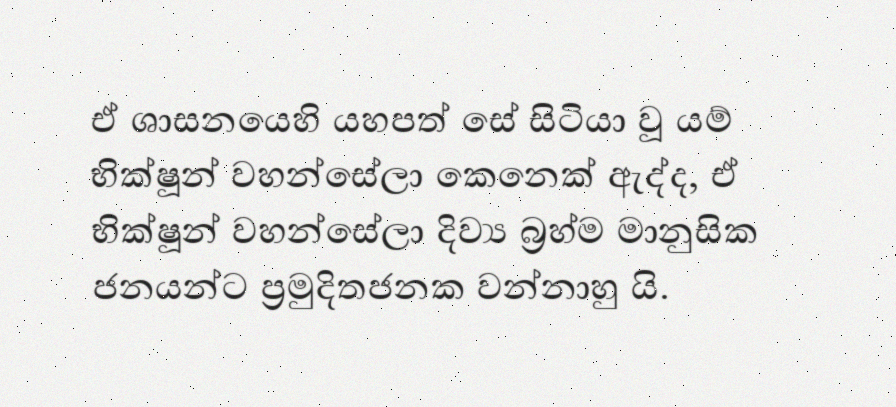 ඒ ශාසනයෙහි යහපත් සේ සිටියා වූ යම්
භික්ෂූන් වහන්සේලා කෙනෙක් ඇද්ද, ඒ
භික්ෂූන් වහන්සේලා දිව්‍ය බ්‍රහ්ම මානුසික
ජනයන්ට ප්‍රමුදිතජනක වන්නාහු යි.